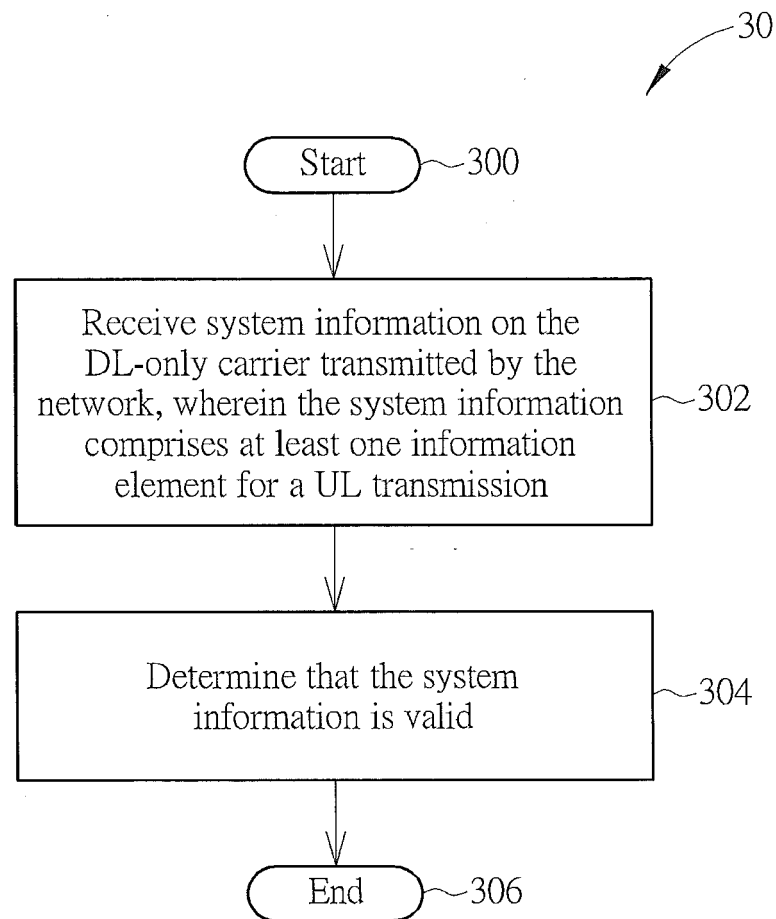 30
Start
300
Receive system information on the
DL-only carrier transmitted by the
network, wherein the system information
comprises at least one information
element for a UL transmission
302
Determine that the system
information is valid
304
End
306